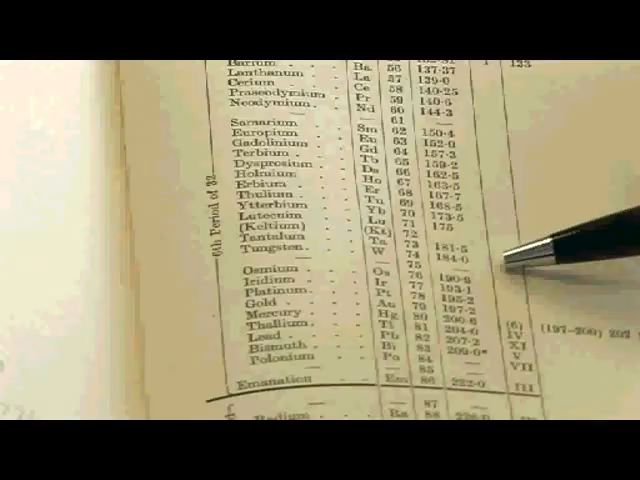 Barium Ba 56 137·37
Lanthanum La 57 139·0
Cerium Ce 58 140·25
Praseodymium Pr 59 140·6
Neodymium Nd 60 144·3
— — 61 —
Samarium Sm 62 150·4
Europium Eu 63 152·0
Gadolinium Gd 64 157·3
Terbium Tb 65 159·2
Dysprosium Ds 66 162·5
Holmium Ho 67 163·5
Erbium Er 68 167·7
Thulium Tu 69 168·5
Ytterbium Yb 70 173·5
Lutecium Lu 71 175
(Keltium) (Kt) 72
Tantalum Ta 73 181·5
Tungsten W 74 184·0
— — 75 —
Osmium Os 76 190·9
Iridium Ir 77 193·1
Platinum Pt 78 195·2
Gold Au 79 197·2
Mercury Hg 80 200·6 (6) (197–200)
Thallium Tl 81 204·0 IV
Lead Pb 82 207·2 XI
Bismuth Bi 83 209·0* V
Polonium Po 84 — VII
— — 85 —
Emanation Em 86 222·0 III
— — 87 —
Radium Ra 88
6th Period of 32